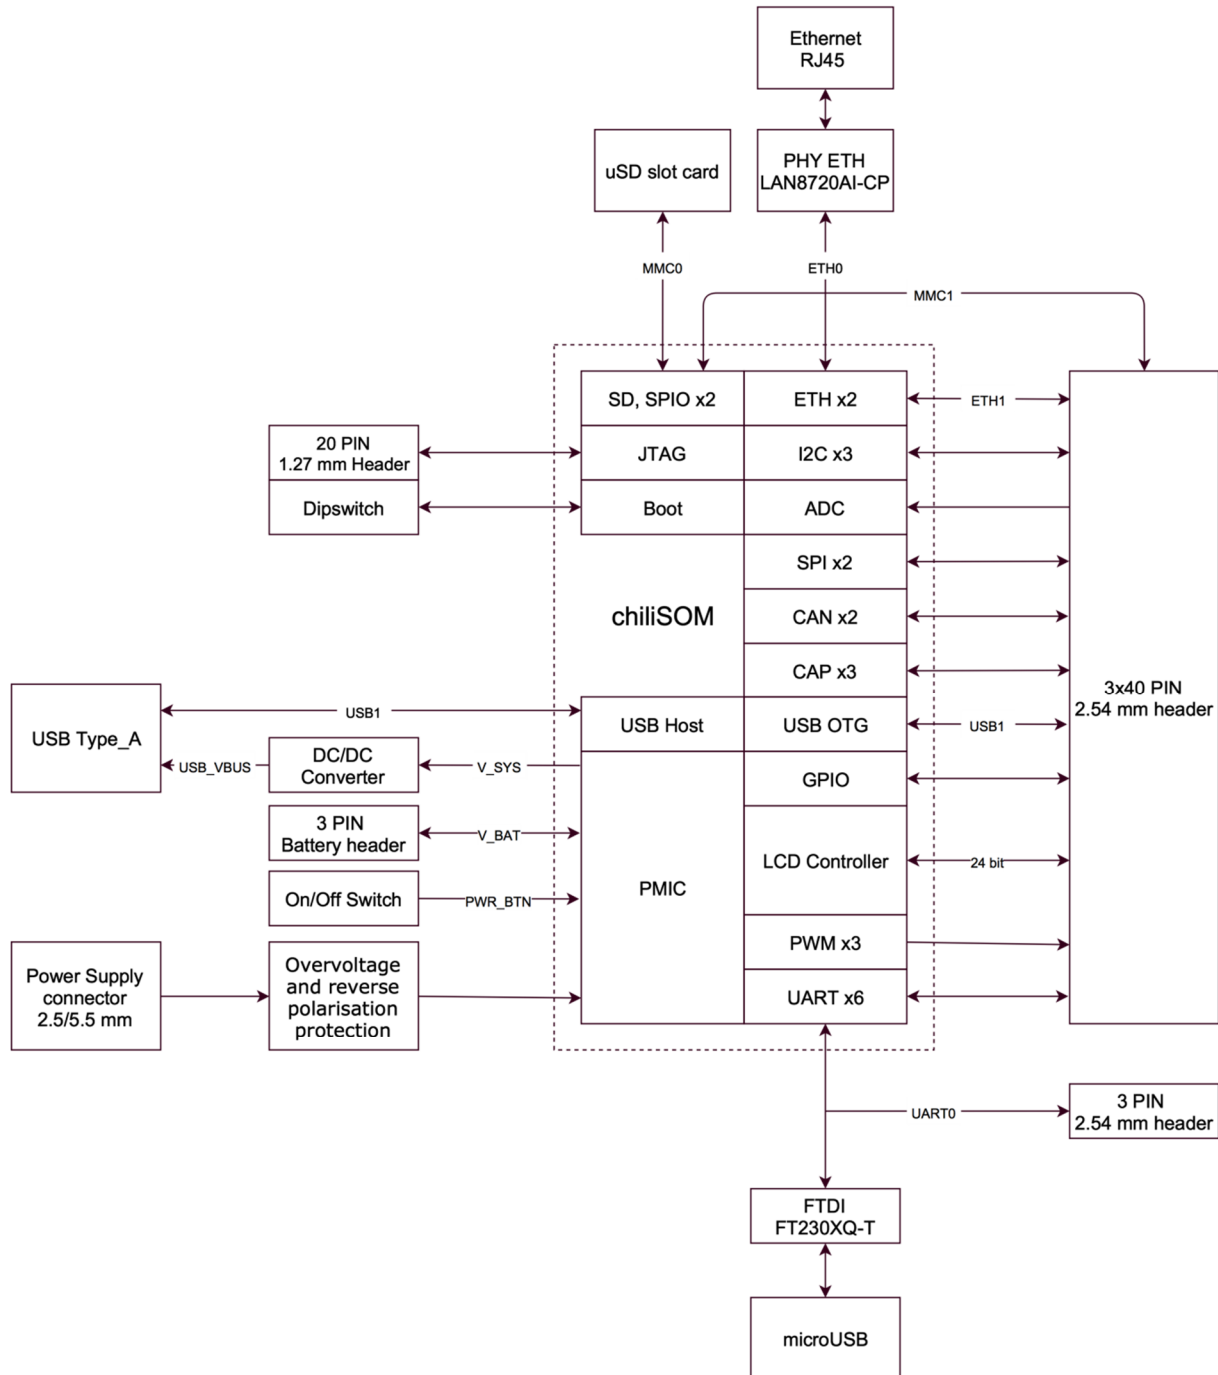 Ethernet
RJ45
uSD slot card
PHY ETH
LAN8720AI-CP
MMC0
ETH0
MMC1
SD, SPIO x2
ETH x2
ETH1
20 PIN
1.27 mm Header
JTAG
I2C x3
Dipswitch
Boot
ADC
SPI x2
chiliSOM
CAN x2
CAP x3
3x40 PIN
2.54 mm header
USB Type_A
USB1
USB Host
USB OTG
USB1
USB_VBUS
DC/DC
Converter
V_SYS
GPIO
3 PIN
Battery header
V_BAT
LCD Controller
24 bit
On/Off Switch
PWR_BTN
PMIC
PWM x3
Power Supply
connector
2.5/5.5 mm
Overvoltage
and reverse
polarisation
protection
UART x6
UART0
3 PIN
2.54 mm header
FTDI
FT230XQ-T
microUSB